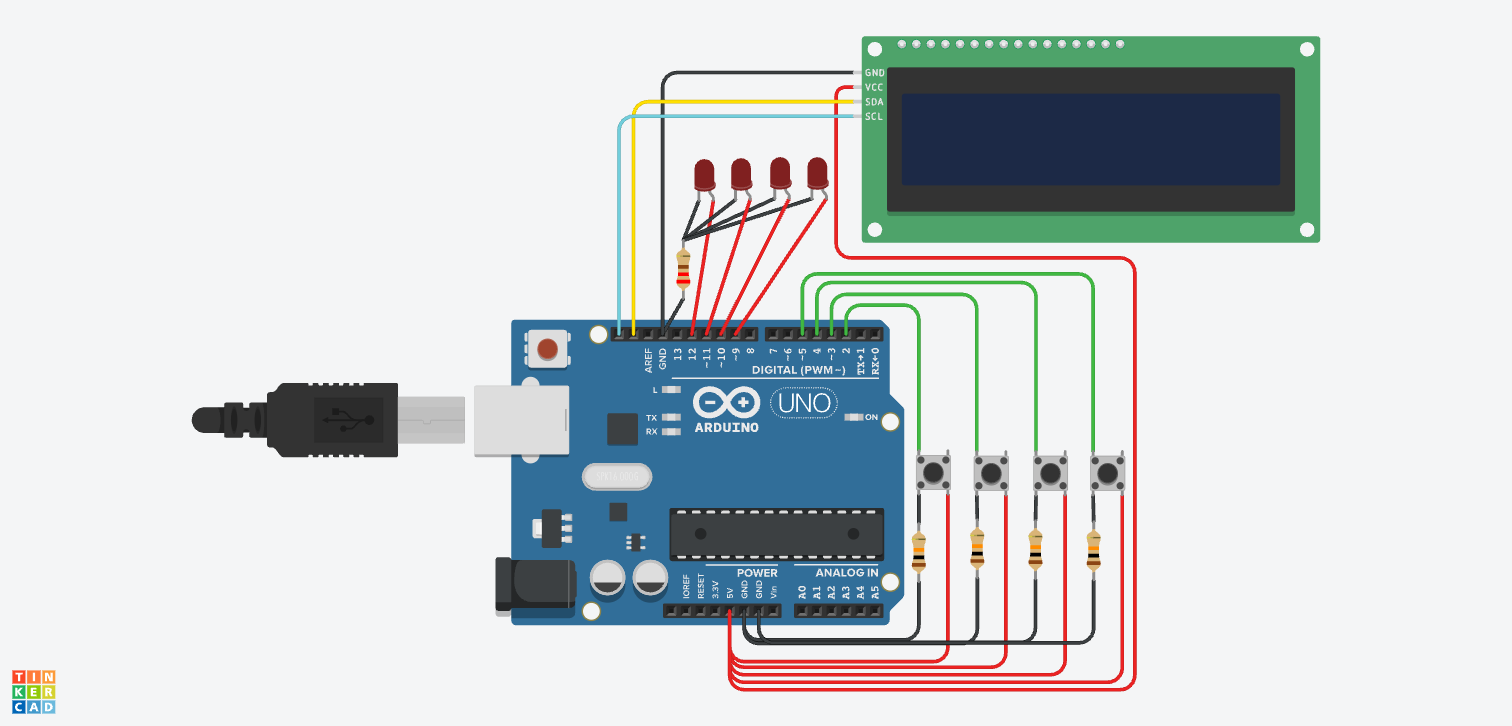 GND
VCC
SDA
SCL
AREF
GND
13
12
~11
~10
~9
8
7
~6
~5
4
~3
2
TX→1
RX←0
DIGITAL (PWM~)
L
TX
RX
ARDUINO
UNO
ON
IOREF
RESET
3.3V
5V
GND
GND
Vin
POWER
ANALOG IN
A0
A1
A2
A3
A4
A5
TIN
KER
CAD